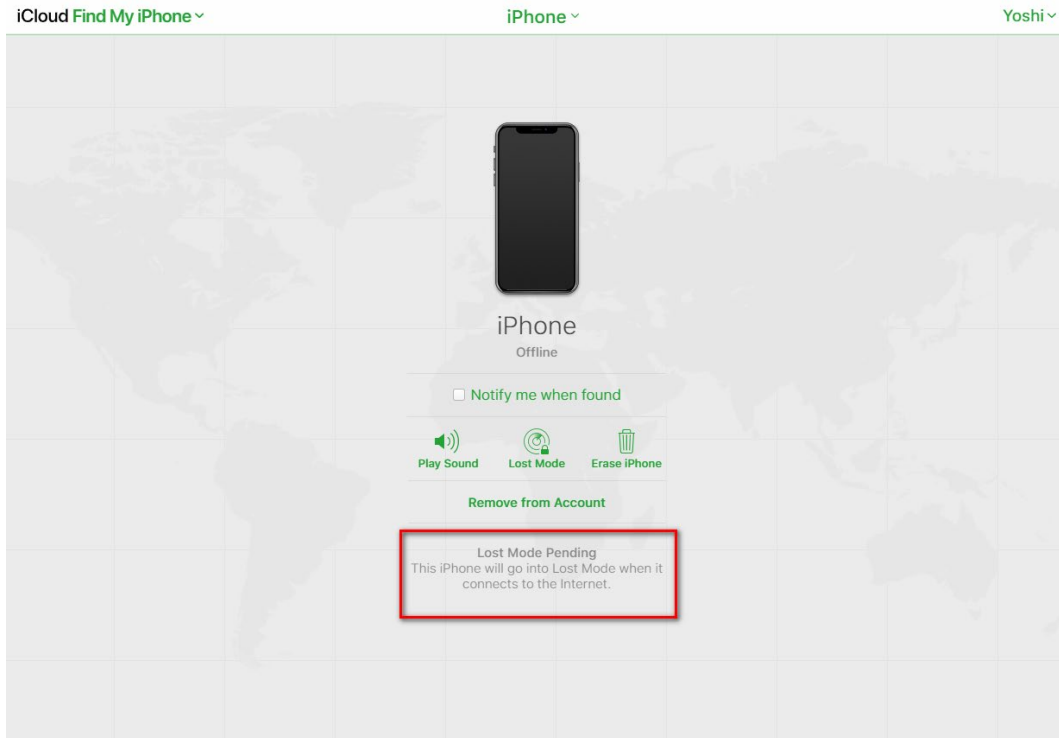 iCloud Find My iPhone iPhone Yoshi
iPhone
Offline
Notify me when found
Play Sound Lost Mode Erase iPhone
Remove from Account
Lost Mode Pending
This iPhone will go into Lost Mode when it
connects to the Internet.